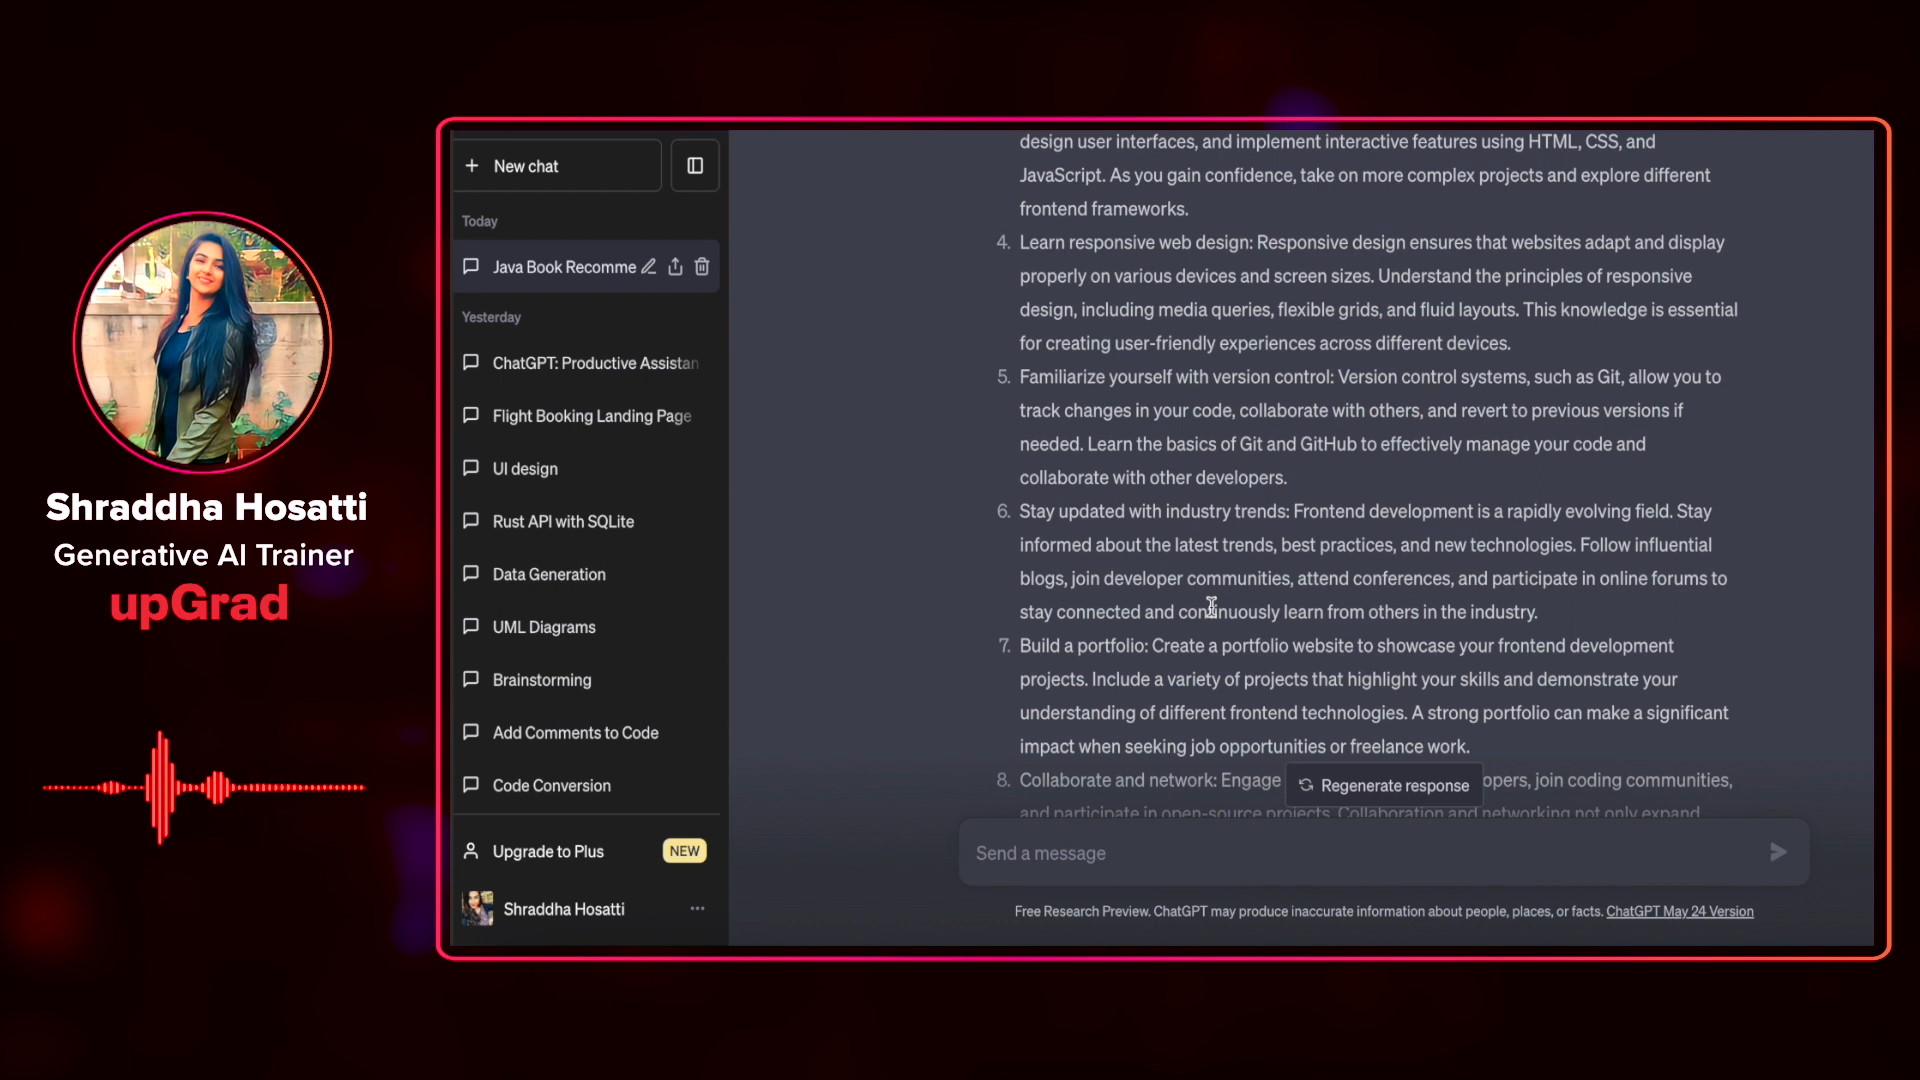 Shraddha Hosatti
Generative AI Trainer
upGrad
New chat
Today
Java Book Recomme
Yesterday
ChatGPT: Productive Assistan
Flight Booking Landing Page
UI design
Rust API with SQLite
Data Generation
UML Diagrams
Brainstorming
Add Comments to Code
Code Conversion
Upgrade to Plus NEW
Shraddha Hosatti
design user interfaces, and implement interactive features using HTML, CSS, and
JavaScript. As you gain confidence, take on more complex projects and explore different
frontend frameworks.
4. Learn responsive web design: Responsive design ensures that websites adapt and display
properly on various devices and screen sizes. Understand the principles of responsive
design, including media queries, flexible grids, and fluid layouts. This knowledge is essential
for creating user-friendly experiences across different devices.
5. Familiarize yourself with version control: Version control systems, such as Git, allow you to
track changes in your code, collaborate with others, and revert to previous versions if
needed. Learn the basics of Git and GitHub to effectively manage your code and
collaborate with other developers.
6. Stay updated with industry trends: Frontend development is a rapidly evolving field. Stay
informed about the latest trends, best practices, and new technologies. Follow influential
blogs, join developer communities, attend conferences, and participate in online forums to
stay connected and continuously learn from others in the industry.
7. Build a portfolio: Create a portfolio website to showcase your frontend development
projects. Include a variety of projects that highlight your skills and demonstrate your
understanding of different frontend technologies. A strong portfolio can make a significant
impact when seeking job opportunities or freelance work.
8. Collaborate and network: Engage opers, join coding communities,
Regenerate response
and participate in open-source projects. Collaboration and networking not only expand
Send a message
Free Research Preview. ChatGPT may produce inaccurate information about people, places, or facts. ChatGPT May 24 Version